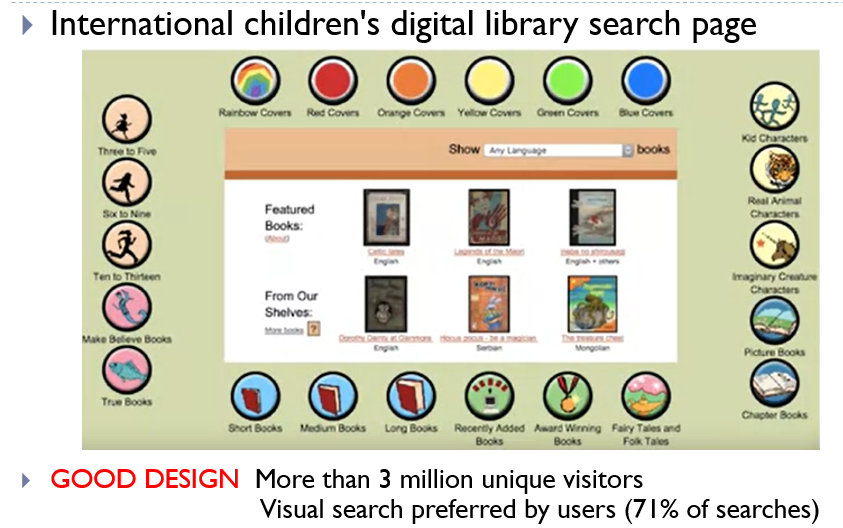 International children's digital library search page
Rainbow Covers
Red Covers
Orange Covers
Yellow Covers
Green Covers
Blue Covers
Three to Five
Six to Nine
Ten to Thirteen
Make Believe Books
True Books
Show Any Language books
Featured
Books:
(About)
Celtic tales
English
Legends of the Maori
English
English + others
From Our
Shelves:
More books ?
Dorothy Dainty at Glenmore
English
Hocus pocus - be a magician
Serbian
The treasure chest
Mongolian
Kid Characters
Real Animal
Characters
Imaginary Creature
Characters
Picture Books
Chapter Books
Short Books
Medium Books
Long Books
Recently Added
Books
Award Winning
Books
Fairy Tales and
Folk Tales
GOOD DESIGN More than 3 million unique visitors
Visual search preferred by users (71% of searches)